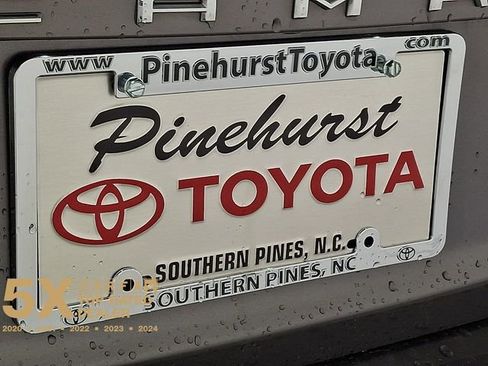 www com
PinehurstToyota
Pinehurst
TOYOTA
SOUTHERN PINES, N.C.
SOUTHERN PINES, NC
5X
2020 • 2022 • 2023 • 2024